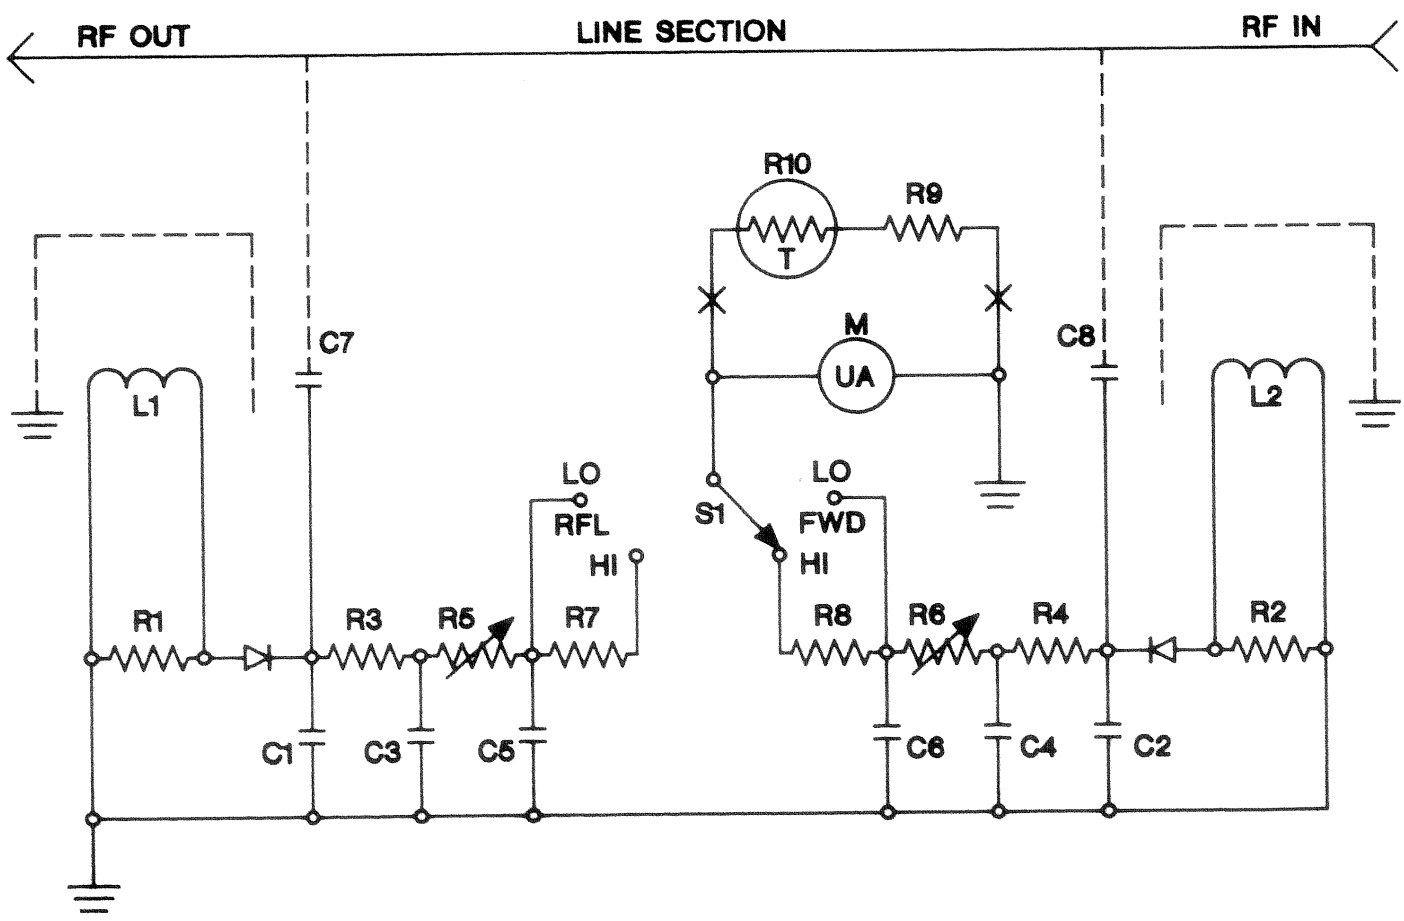 RF OUT
LINE SECTION
RF IN
R10
R9
T
C7
M
C8
UA
L1
L2
LO
LO
S1
RFL
FWD
HI
HI
R1
R3
R5
R7
R8
R6
R4
R2
C1
C3
C5
C6
C4
C2